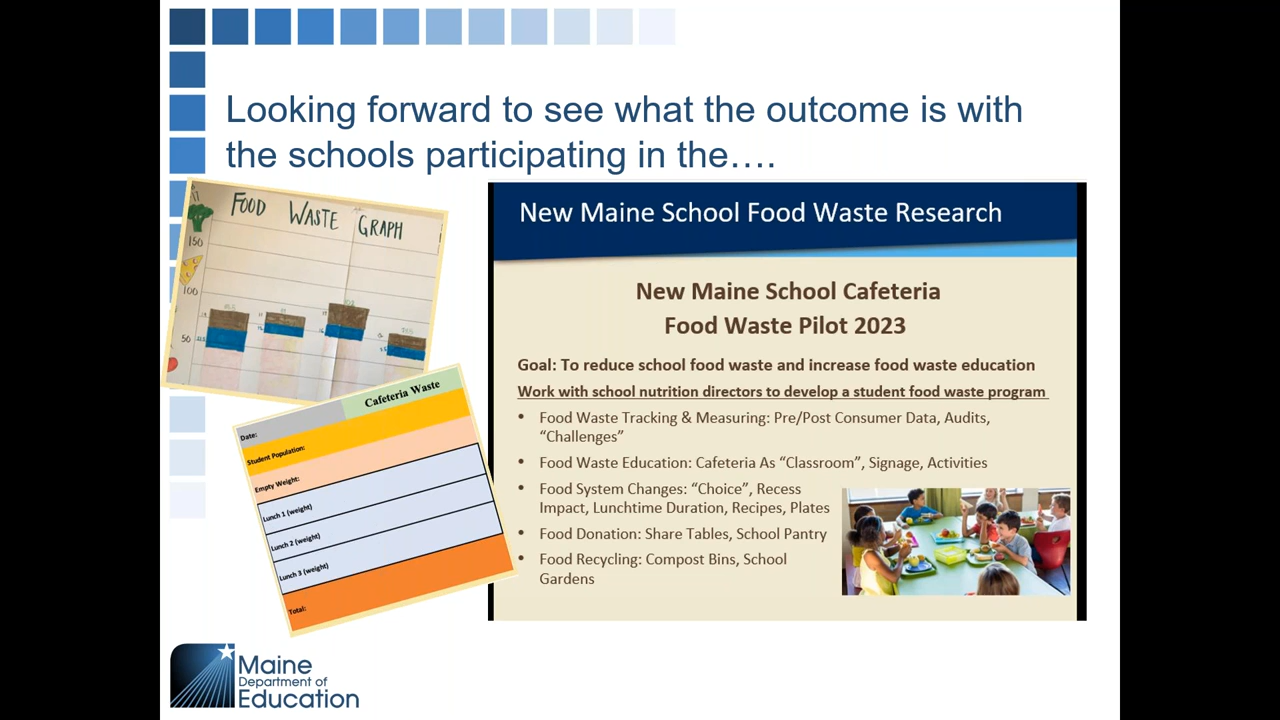 Looking forward to see what the outcome is with
the schools participating in the….
FOOD WASTE GRAPH
150
100
50
Cafeteria Waste
Date:
Student Population:
Empty Weight:
Lunch 1 (weight)
Lunch 2 (weight)
Lunch 3 (weight)
Total:
New Maine School Food Waste Research
New Maine School Cafeteria
Food Waste Pilot 2023
Goal: To reduce school food waste and increase food waste education
Work with school nutrition directors to develop a student food waste program
• Food Waste Tracking & Measuring: Pre/Post Consumer Data, Audits,
“Challenges”
• Food Waste Education: Cafeteria As “Classroom”, Signage, Activities
• Food System Changes: “Choice”, Recess
Impact, Lunchtime Duration, Recipes, Plates
• Food Donation: Share Tables, School Pantry
• Food Recycling: Compost Bins, School
Gardens
Maine
Department of
Education